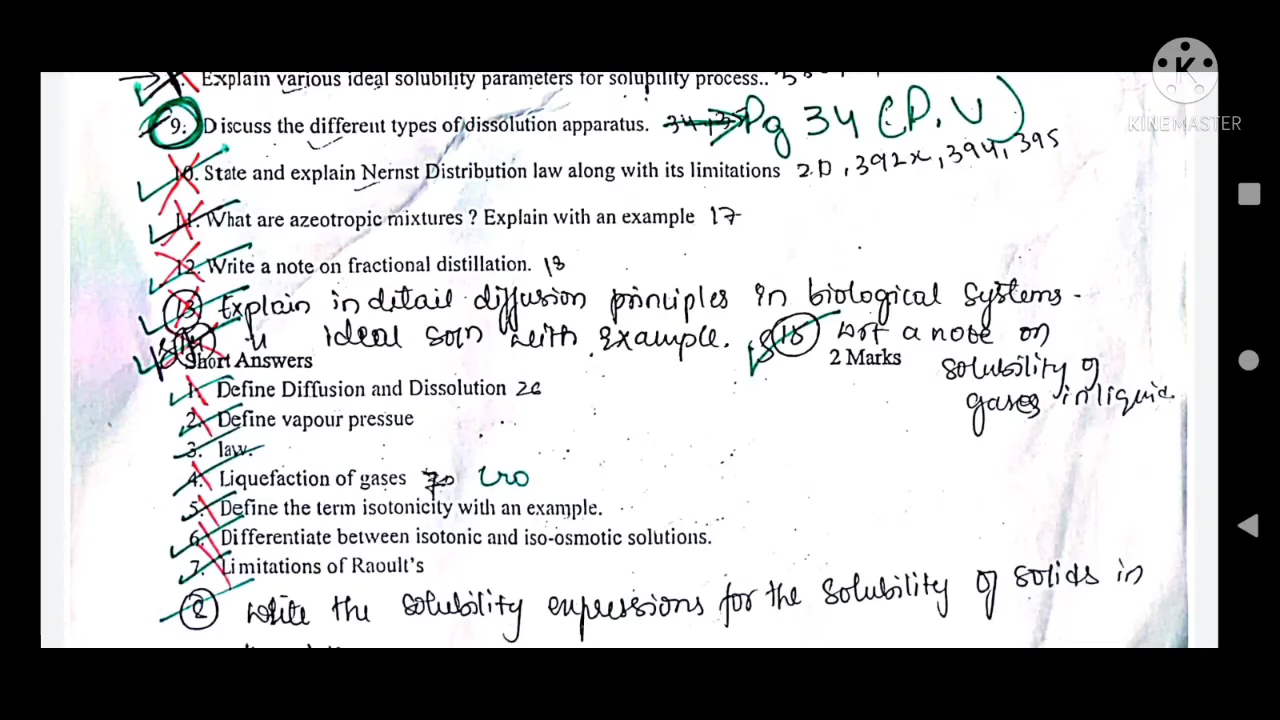 Explain various ideal solubility parameters for solubility process..
9. Discuss the different types of dissolution apparatus. Pg 34 (P.V)
10. State and explain Nernst Distribution law along with its limitations 20, 392x, 394, 395
11. What are azeotropic mixtures ? Explain with an example 17
12. Write a note on fractional distillation. 18
13 Explain in detail diffusion principles in biological systems.
" ideal soln with example. 15 a note on
solubility of
gases in liquid
Short Answers 2 Marks
1. Define Diffusion and Dissolution 26
2. Define vapour pressue
3. law.
4. Liquefaction of gases
5. Define the term isotonicity with an example.
6. Differentiate between isotonic and iso-osmotic solutions.
7. Limitations of Raoult's
8 Write the solubility expressions for the solubility of solids in
KINEMASTER